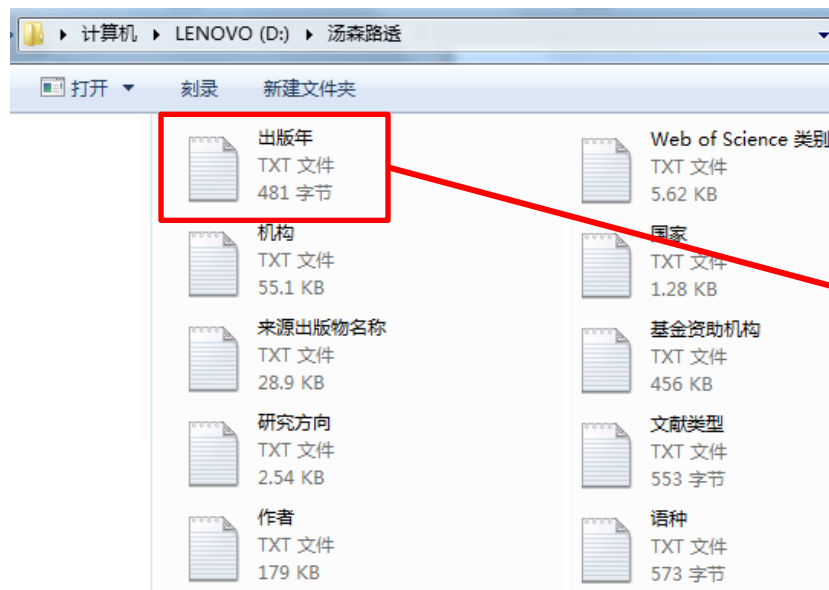 计算机 LENOVO (D:) 汤森路透
打开 刻录 新建文件夹
出版年
TXT 文件
481 字节
Web of Science 类别
TXT 文件
5.62 KB
机构
TXT 文件
55.1 KB
国家
TXT 文件
1.28 KB
来源出版物名称
TXT 文件
28.9 KB
基金资助机构
TXT 文件
456 KB
研究方向
TXT 文件
2.54 KB
文献类型
TXT 文件
553 字节
作者
TXT 文件
179 KB
语种
TXT 文件
573 字节